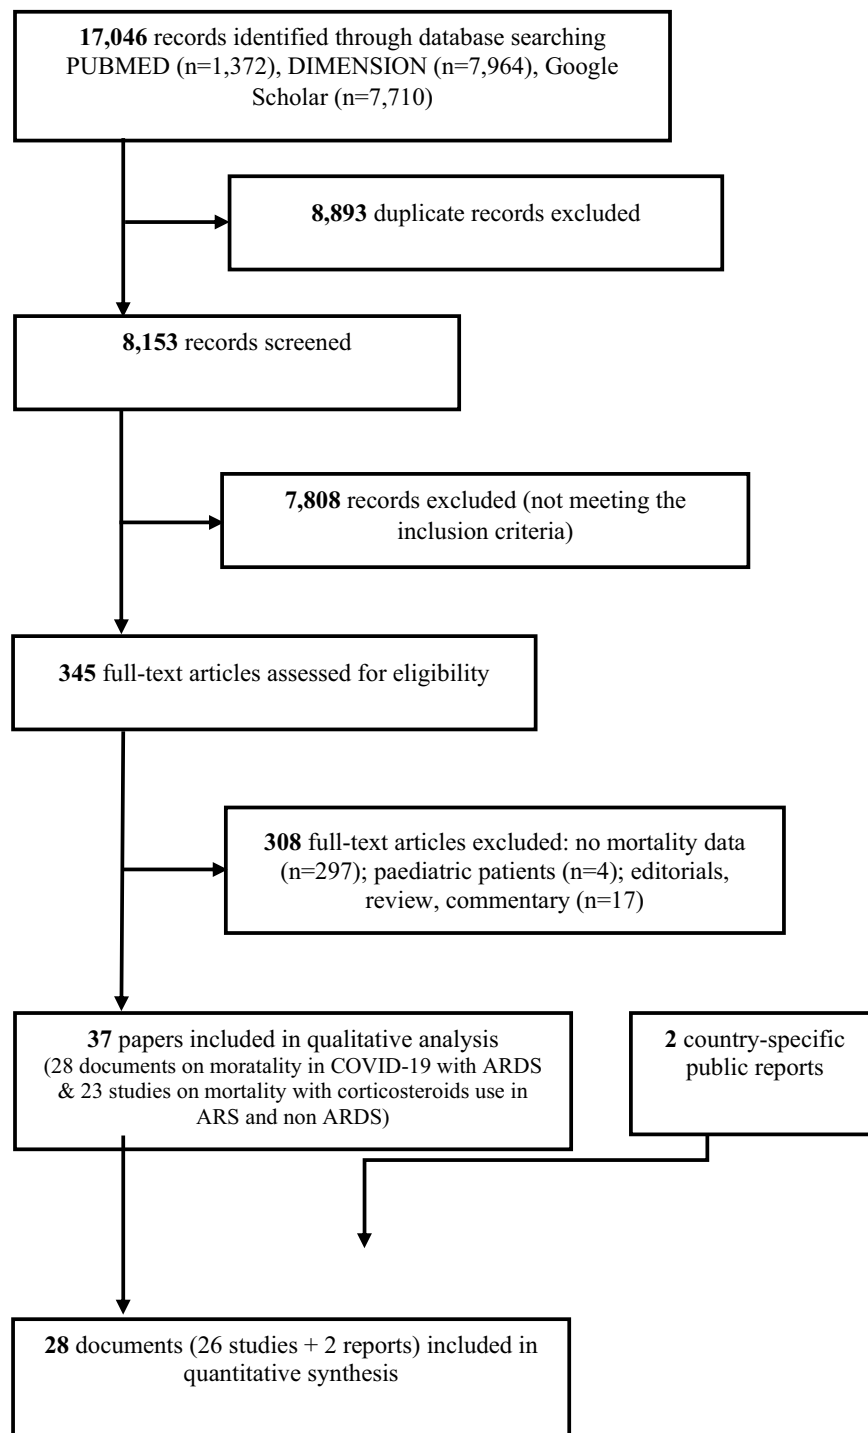 17,046 records identified through database searching
PUBMED (n=1,372), DIMENSION (n=7,964), Google
Scholar (n=7,710)
8,893 duplicate records excluded
8,153 records screened
7,808 records excluded (not meeting the
inclusion criteria)
345 full-text articles assessed for eligibility
308 full-text articles excluded: no mortality data
(n=297); paediatric patients (n=4); editorials,
review, commentary (n=17)
37 papers included in qualitative analysis
(28 documents on moratality in COVID-19 with ARDS
& 23 studies on mortality with corticosteroids use in
ARS and non ARDS)
2 country-specific
public reports
28 documents (26 studies + 2 reports) included in
quantitative synthesis